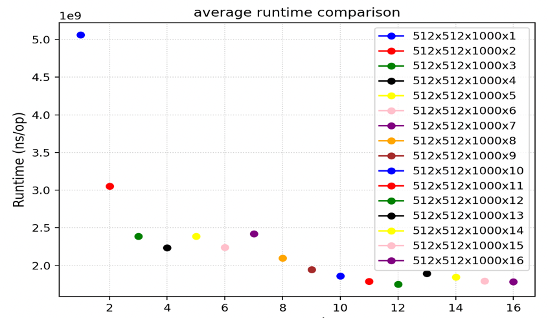 average runtime comparison
1e9
5.0
4.5
4.0
3.5
3.0
2.5
2.0
Runtime (ns/op)
512x512x1000x1
512x512x1000x2
512x512x1000x3
512x512x1000x4
512x512x1000x5
512x512x1000x6
512x512x1000x7
512x512x1000x8
512x512x1000x9
512x512x1000x10
512x512x1000x11
512x512x1000x12
512x512x1000x13
512x512x1000x14
512x512x1000x15
512x512x1000x16
2 4 6 8 10 12 14 16